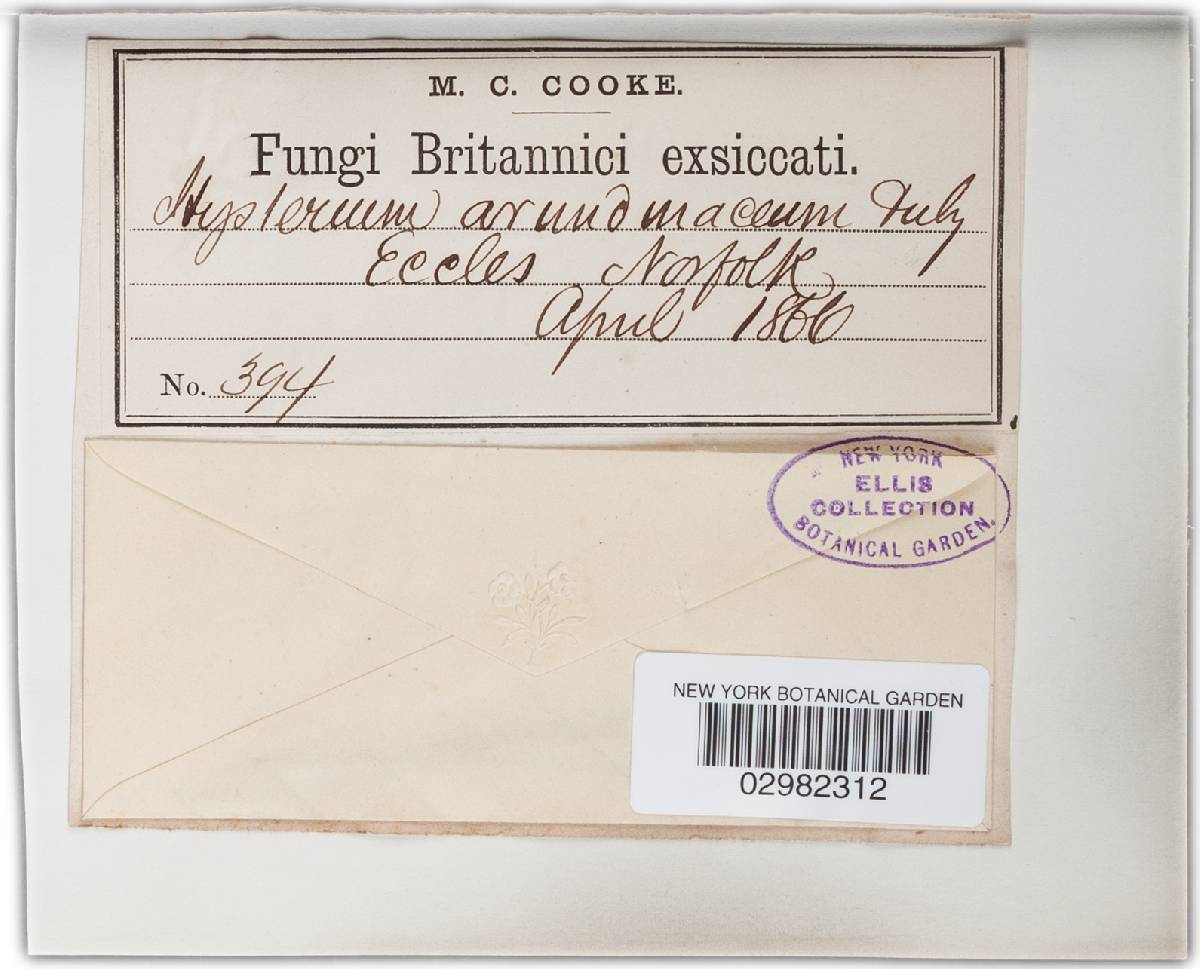 M. C. COOKE.
Fungi Britannici exsiccati.
Hysterium arundinaceum Duby
Eccles Norfolk
April 1866
No. 394
NEW YORK
ELLIS
COLLECTION
BOTANICAL GARDEN.
NEW YORK BOTANICAL GARDEN
02982312